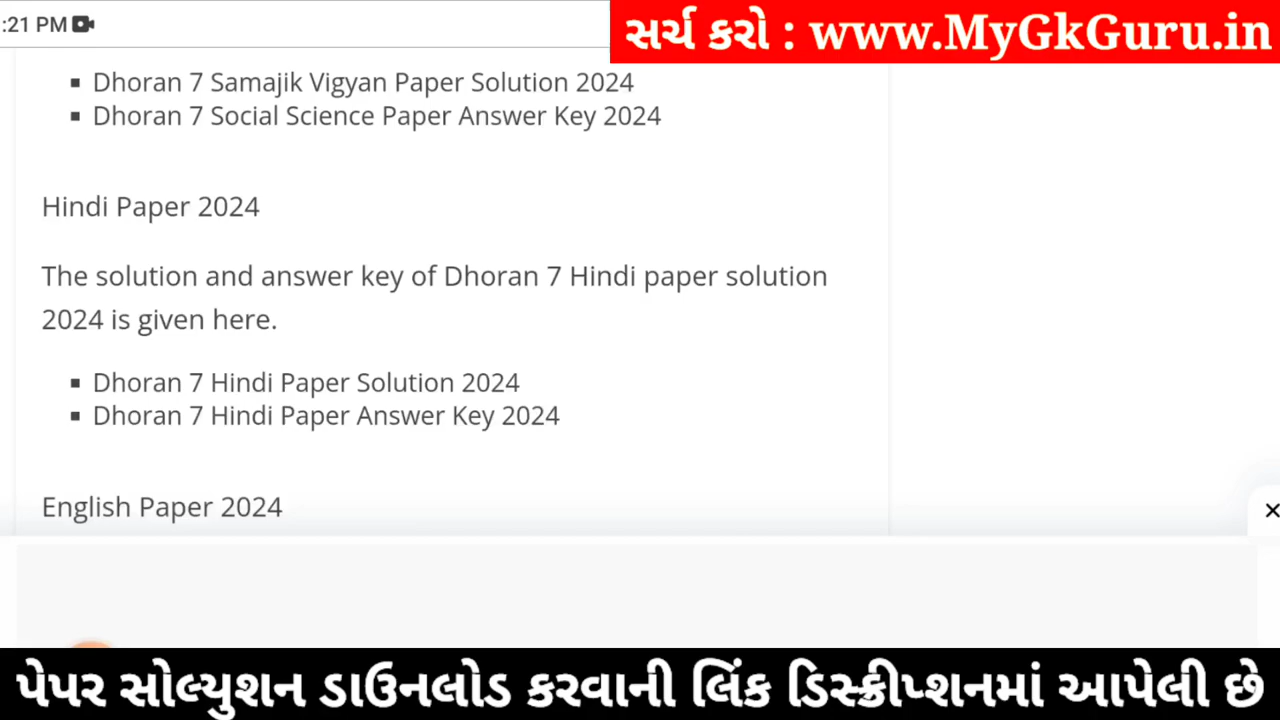 :21 PM
સર્ચ કરો : www.MyGkGuru.in
Dhoran 7 Samajik Vigyan Paper Solution 2024
Dhoran 7 Social Science Paper Answer Key 2024
Hindi Paper 2024
The solution and answer key of Dhoran 7 Hindi paper solution
2024 is given here.
Dhoran 7 Hindi Paper Solution 2024
Dhoran 7 Hindi Paper Answer Key 2024
English Paper 2024
પેપર સોલ્યુશન ડાઉનલોડ કરવાની લિંક ડિસ્ક્રીપ્શનમાં આપેલી છે